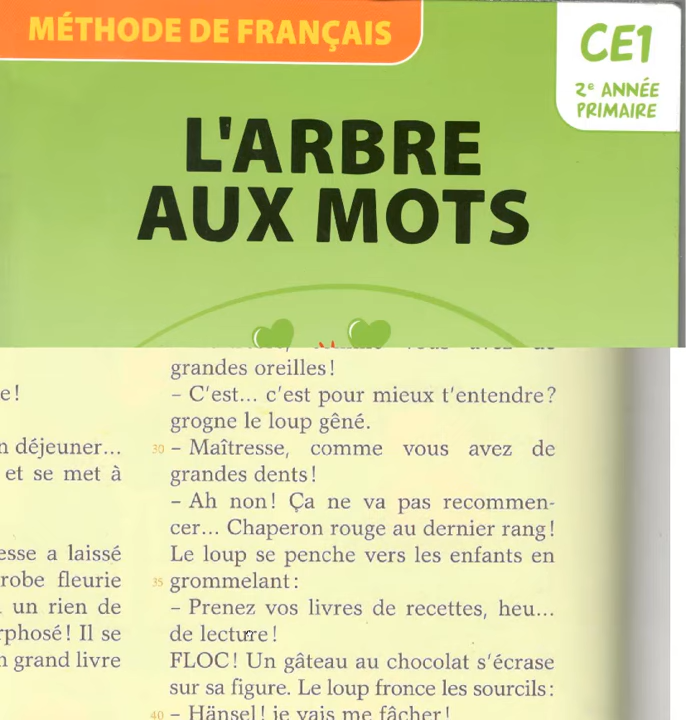 MÉTHODE DE FRANÇAIS
CE1
2e ANNÉE
PRIMAIRE
L'ARBRE
AUX MOTS
e!
n déjeuner...
et se met à
esse a laissé
robe fleurie
un rien de
rphosé! Il se
n grand livre
grandes oreilles!
– C'est... c'est pour mieux t'entendre?
grogne le loup gêné.
30 – Maîtresse, comme vous avez de
grandes dents!
– Ah non! Ça ne va pas recommen-
cer... Chaperon rouge au dernier rang!
Le loup se penche vers les enfants en
35 grommelant:
– Prenez vos livres de recettes, heu...
de lecture!
FLOC! Un gâteau au chocolat s'écrase
sur sa figure. Le loup fronce les sourcils:
40 – Hänsel! je vais me fâcher!